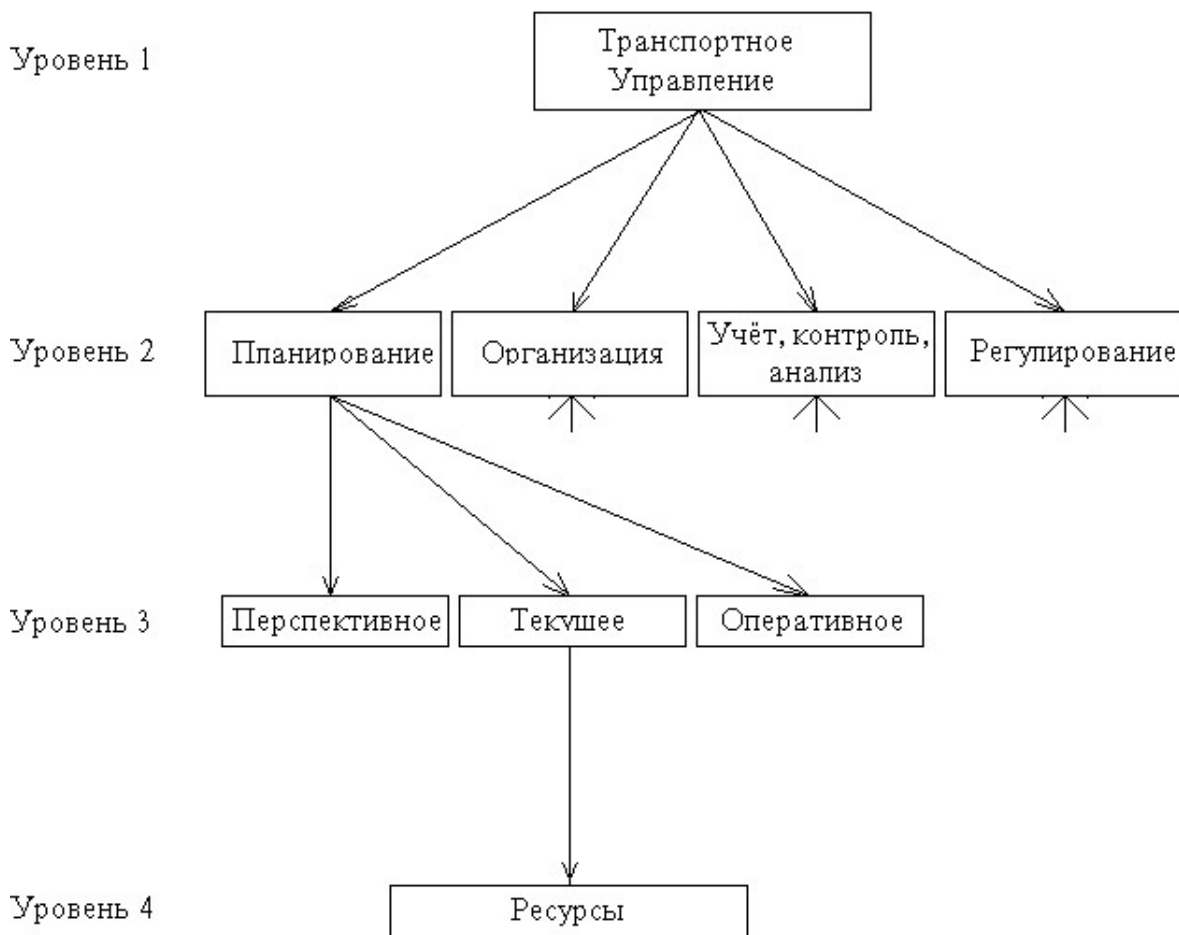 Уровень 1
Транспортное
Управление
Уровень 2
Планирование
Организация
Учёт, контроль,
анализ
Регулирование
Уровень 3
Перспективное
Текущее
Оперативное
Уровень 4
Ресурсы